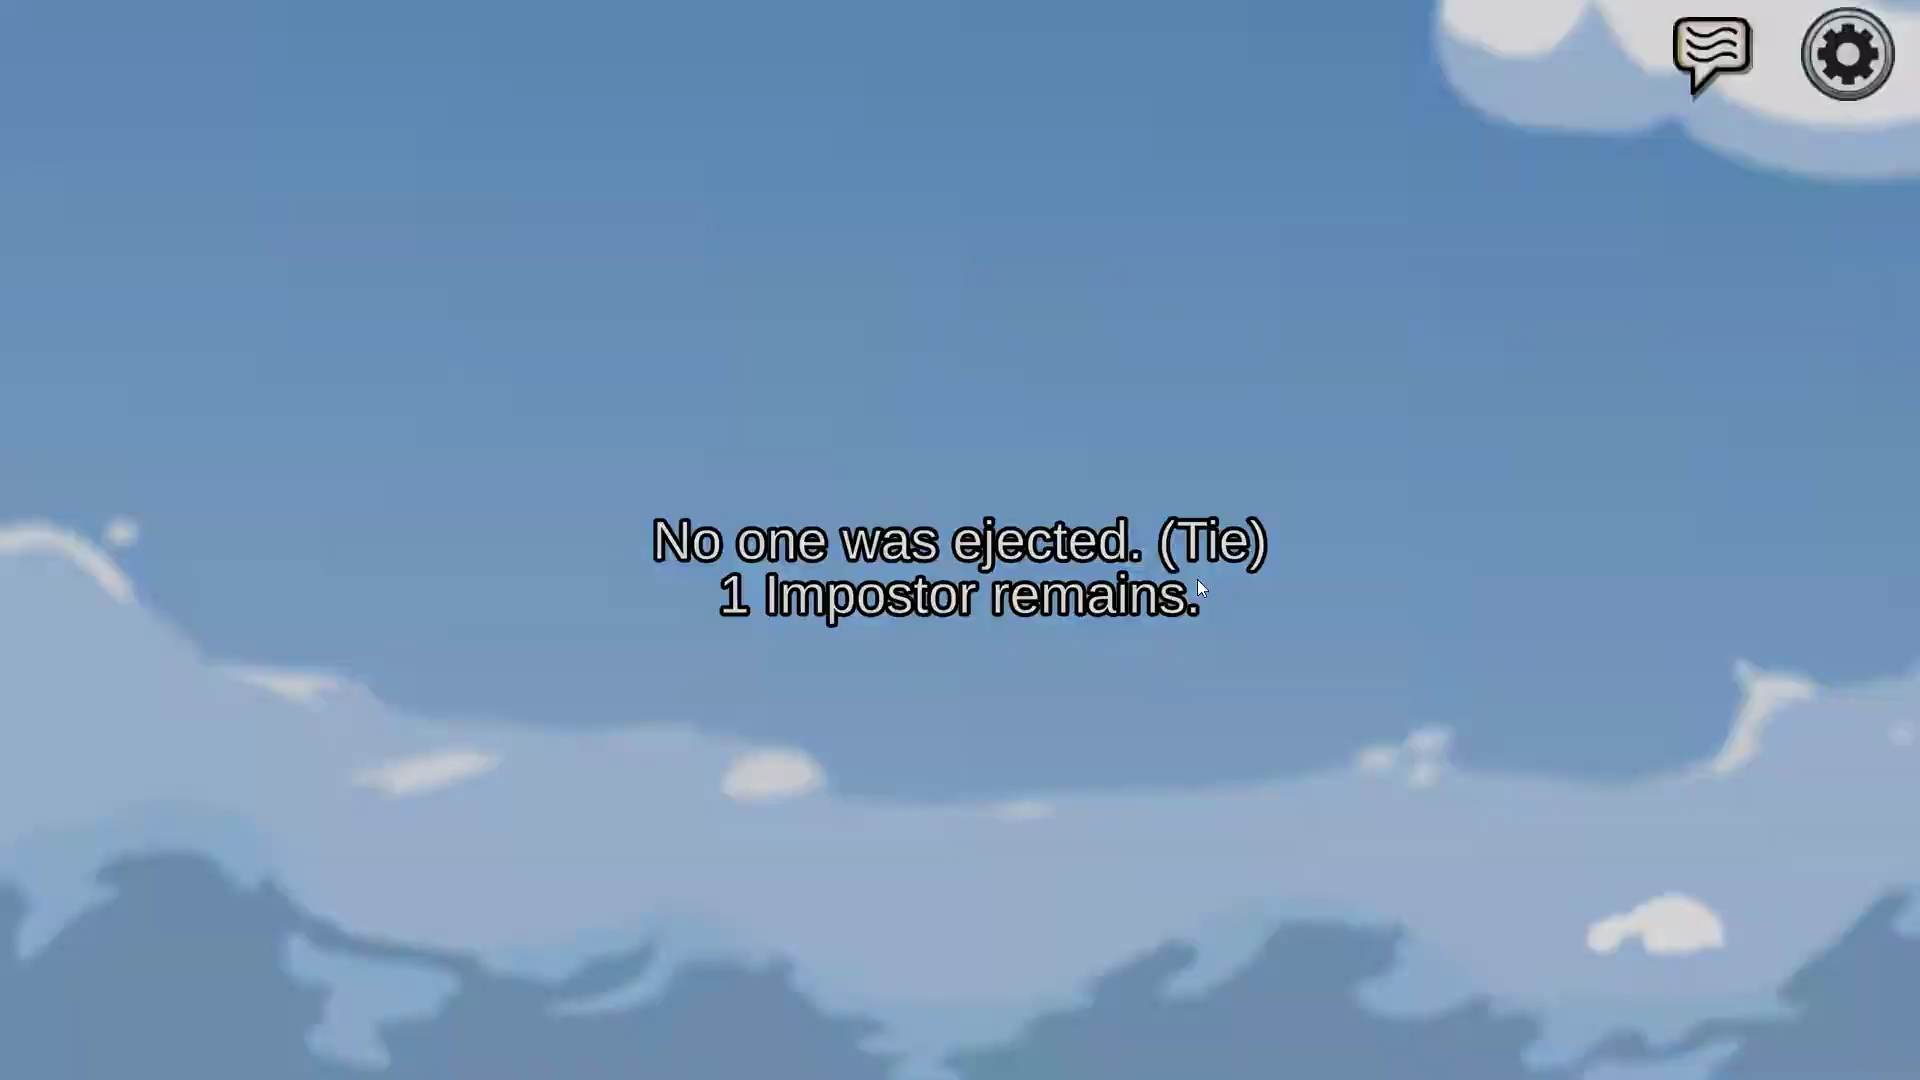 No one was ejected. (Tie)
1 Impostor remains.